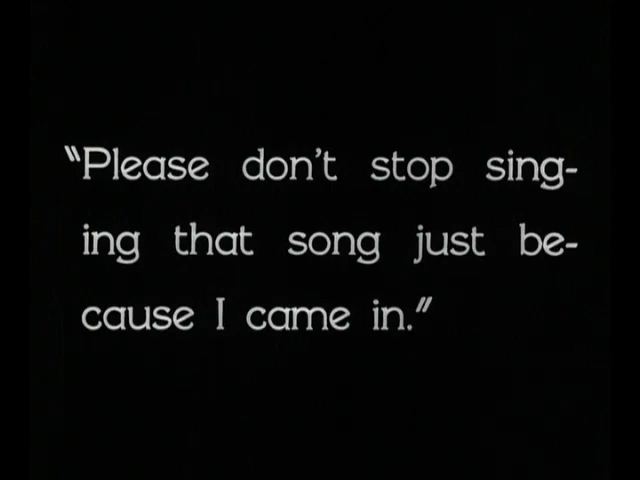 "Please don't stop sing-
ing that song just be-
cause I came in."